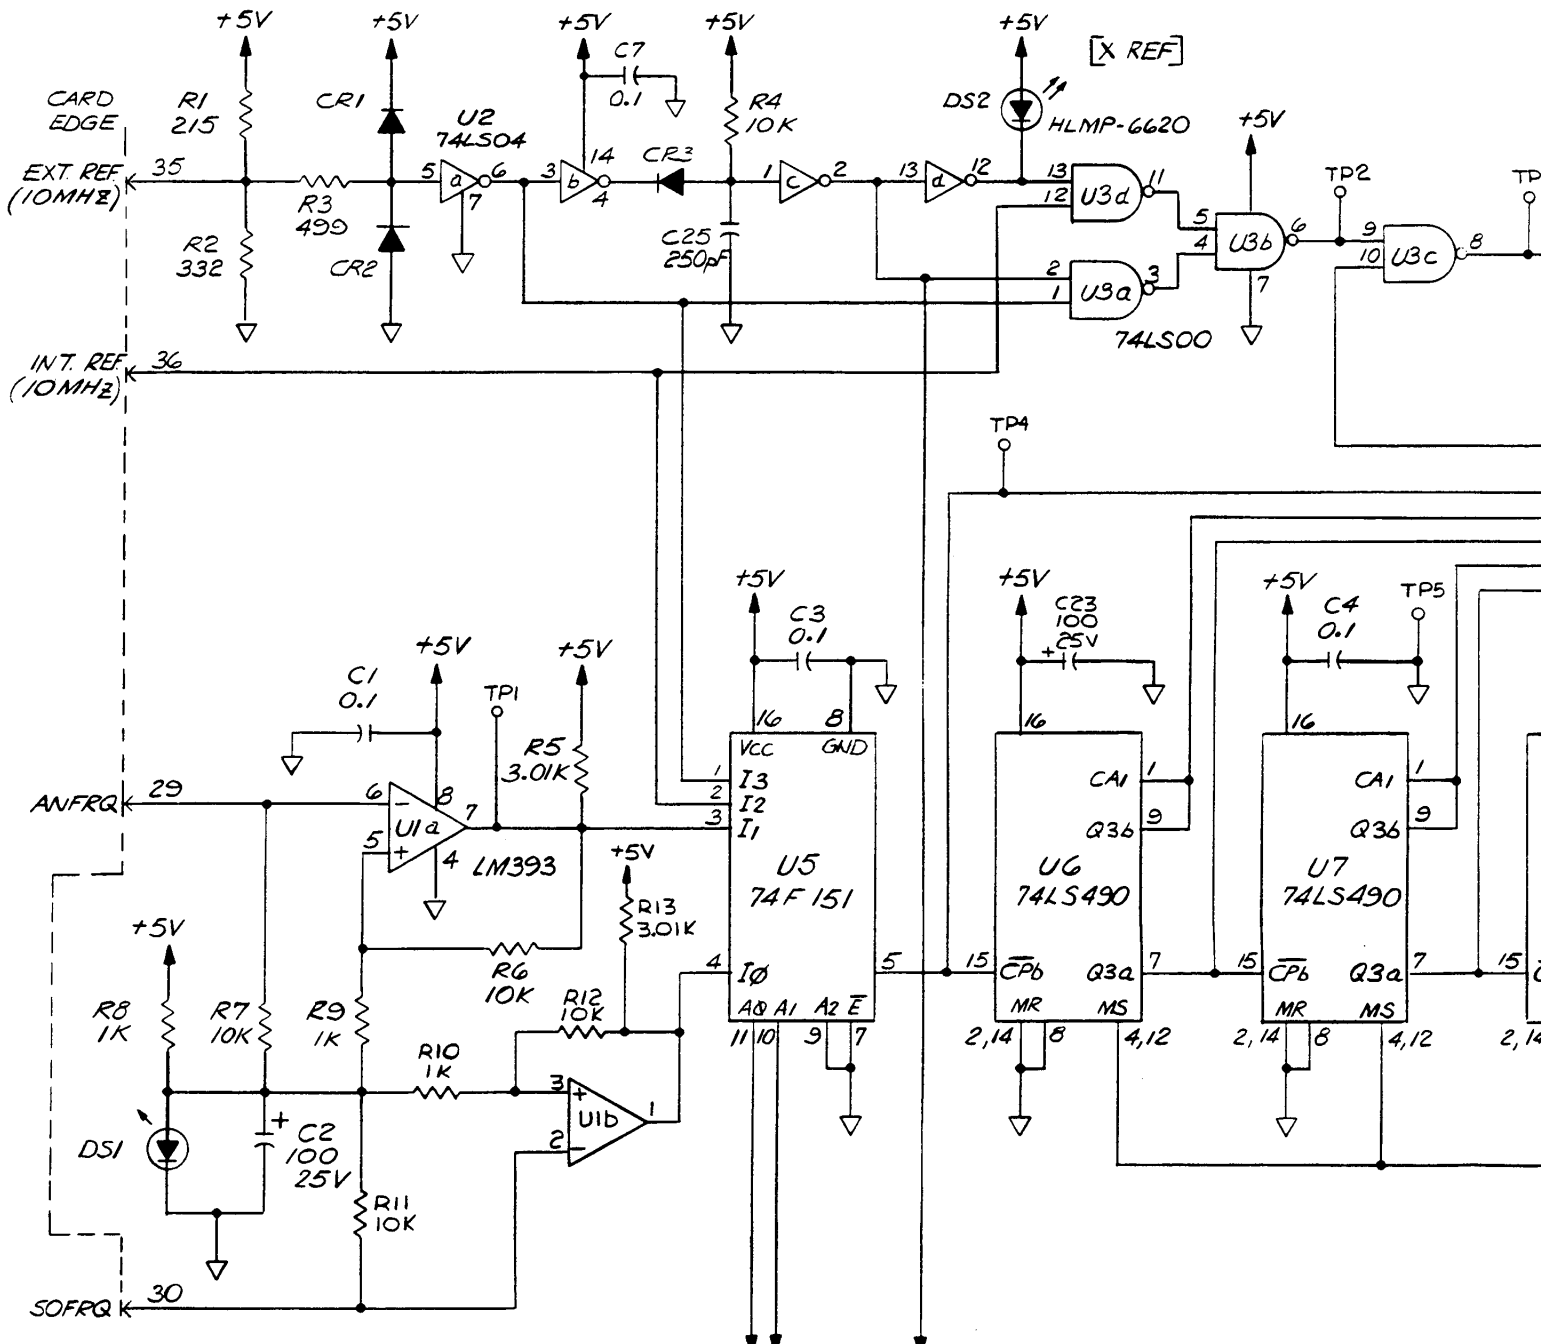 +5V
+5V
+5V
+5V
+5V
[X REF]
CARD
EDGE
R1
215
CR1
U2
74LS04
C7
0.1
R4
10K
DS2
HLMP-6620
+5V
EXT. REF
(10MHZ)
35
R3
499
5
a
6
7
3
b
14
4
CR3
1
c
2
13
d
12
13
12
U3d
11
5
4
U3b
6
7
TP2
9
10
U3c
8
TP
R2
332
CR2
C25
250pF
2
1
U3a
3
74LS00
INT. REF
(10MHZ)
36
TP4
+5V
C3
0.1
+5V
C23
100
25V
+
+5V
C4
0.1
TP5
C1
0.1
+5V
TP1
+5V
R5
3.01K
16
8
VCC
GND
16
16
ANFRQ
29
6
-
8
7
U1a
5
+
4
LM393
1
I3
2
I2
3
I1
U5
74F151
CA1
1
Q3b
9
U6
74LS490
CA1
1
Q3b
9
U7
74LS490
+5V
R13
3.01K
+5V
R6
10K
4
IØ
5
15
CPb
Q3a
7
15
CPb
Q3a
7
15
R8
1K
R7
10K
R9
1K
R12
10K
AØ
A1
A2
E
11
10
9
7
MR
MS
2,14
8
4,12
MR
MS
2,14
8
4,12
2,14
R10
1K
3
+
U1b
1
2
-
DS1
+
C2
100
25V
R11
10K
SOFRQ
30